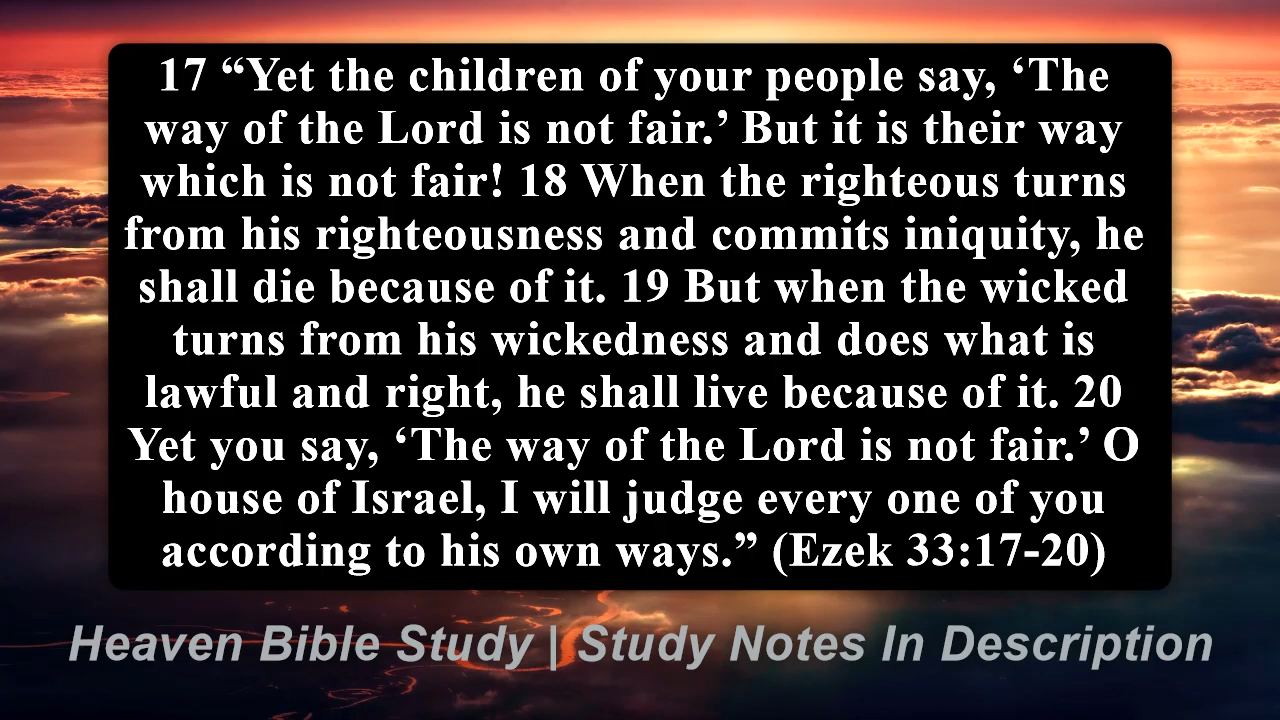 17 “Yet the children of your people say, ‘The
way of the Lord is not fair.’ But it is their way
which is not fair! 18 When the righteous turns
from his righteousness and commits iniquity, he
shall die because of it. 19 But when the wicked
turns from his wickedness and does what is
lawful and right, he shall live because of it. 20
Yet you say, ‘The way of the Lord is not fair.’ O
house of Israel, I will judge every one of you
according to his own ways.” (Ezek 33:17-20)
Heaven Bible Study | Study Notes In Description